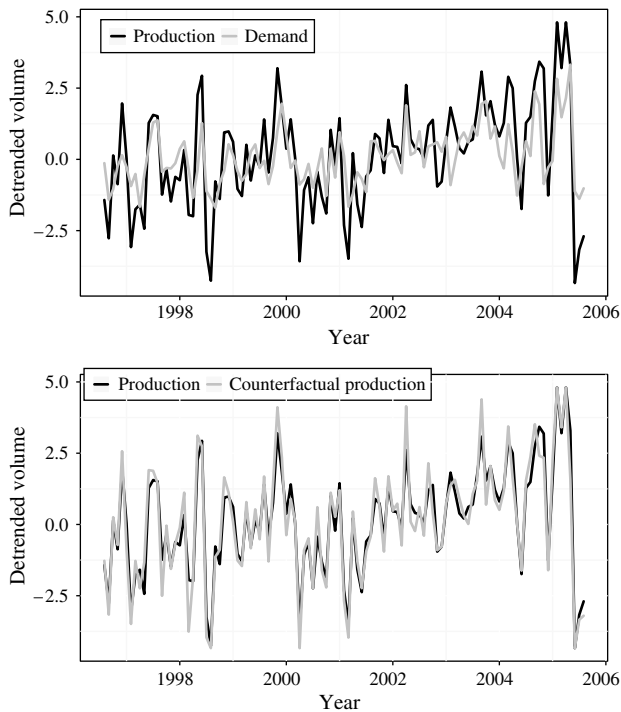 5.0
Production Demand
2.5
0.0
−2.5
Detrended volume
1998 2000 2002 2004 2006
Year
5.0
Production Counterfactual production
2.5
0.0
−2.5
Detrended volume
1998 2000 2002 2004 2006
Year